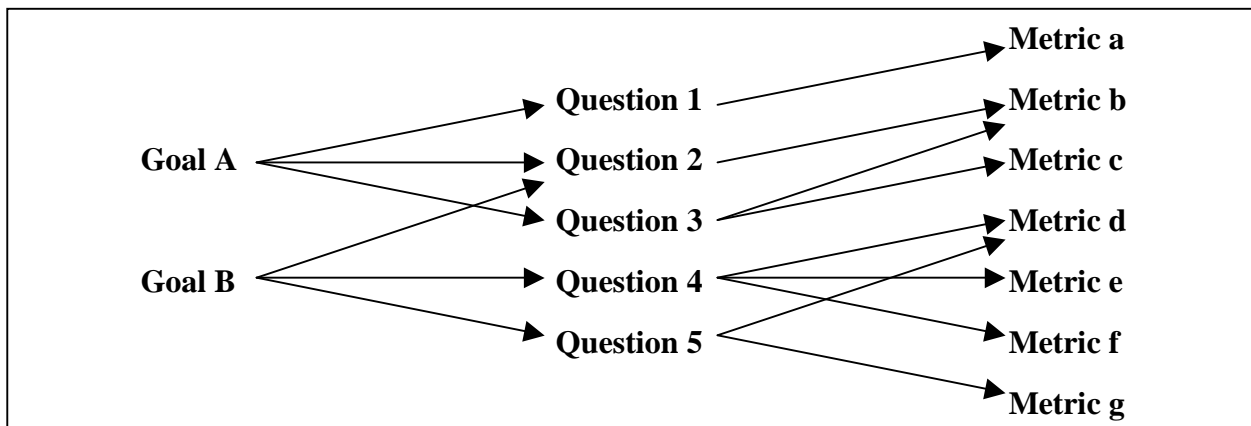 Goal A
Goal B
Question 1
Question 2
Question 3
Question 4
Question 5
Metric a
Metric b
Metric c
Metric d
Metric e
Metric f
Metric g